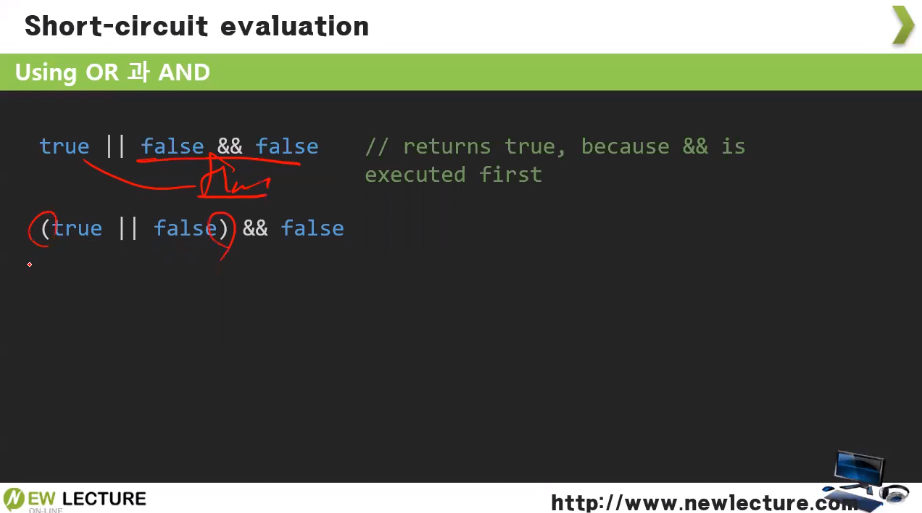 Short-circuit evaluation
Using OR 과 AND
true || false && false // returns true, because && is
executed first
(true || false) && false
NEW LECTURE
ON-LINE
http://www.newlecture.com